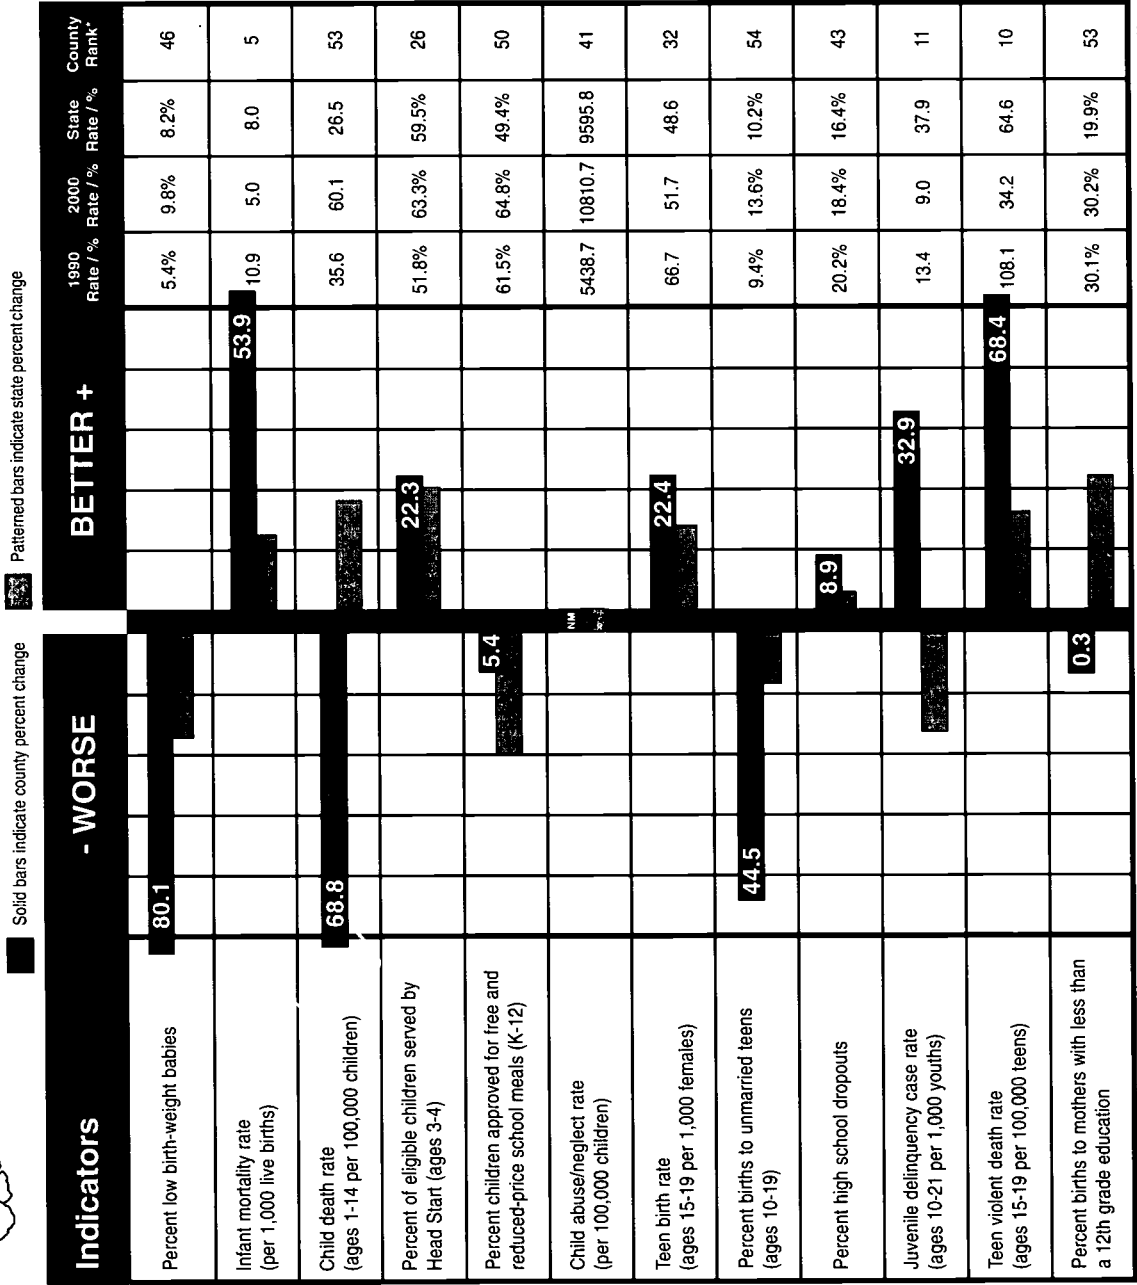 Solid bars indicate county percent change
Patterned bars indicate state percent change
Indicators
- WORSE
BETTER +
1990
Rate / %
2000
Rate / %
State
Rate / %
County
Rank*
Percent low birth-weight babies
80.1
5.4%
9.8%
8.2%
46
Infant mortality rate
(per 1,000 live births)
53.9
10.9
5.0
8.0
5
Child death rate
(ages 1-14 per 100,000 children)
68.8
35.6
60.1
26.5
53
Percent of eligible children served by
Head Start (ages 3-4)
22.3
51.8%
63.3%
59.5%
26
Percent children approved for free and
reduced-price school meals (K-12)
5.4
61.5%
64.8%
49.4%
50
Child abuse/neglect rate
(per 100,000 children)
NM
5438.7
10810.7
9595.8
41
Teen birth rate
(ages 15-19 per 1,000 females)
22.4
66.7
51.7
48.6
32
Percent births to unmarried teens
(ages 10-19)
44.5
9.4%
13.6%
10.2%
54
Percent high school dropouts
8.9
20.2%
18.4%
16.4%
43
Juvenile delinquency case rate
(ages 10-21 per 1,000 youths)
32.9
13.4
9.0
37.9
11
Teen violent death rate
(ages 15-19 per 100,000 teens)
68.4
108.1
34.2
64.6
10
Percent births to mothers with less than
a 12th grade education
0.3
30.1%
30.2%
19.9%
53